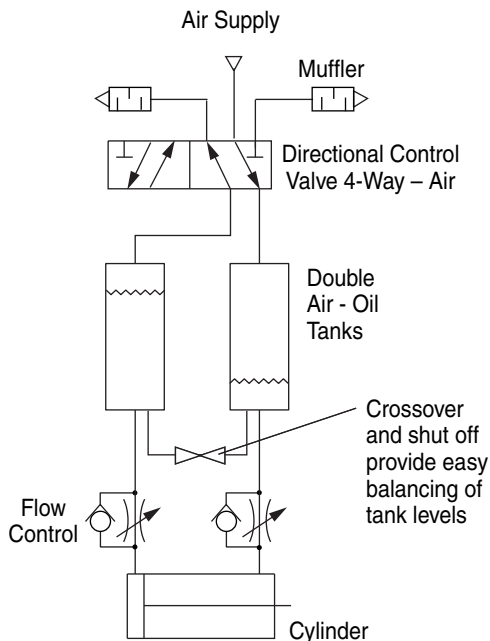 Air Supply
Muffler
Directional Control
Valve 4-Way – Air
Double
Air - Oil
Tanks
Crossover
and shut off
provide easy
balancing of
tank levels
Flow
Control
Cylinder